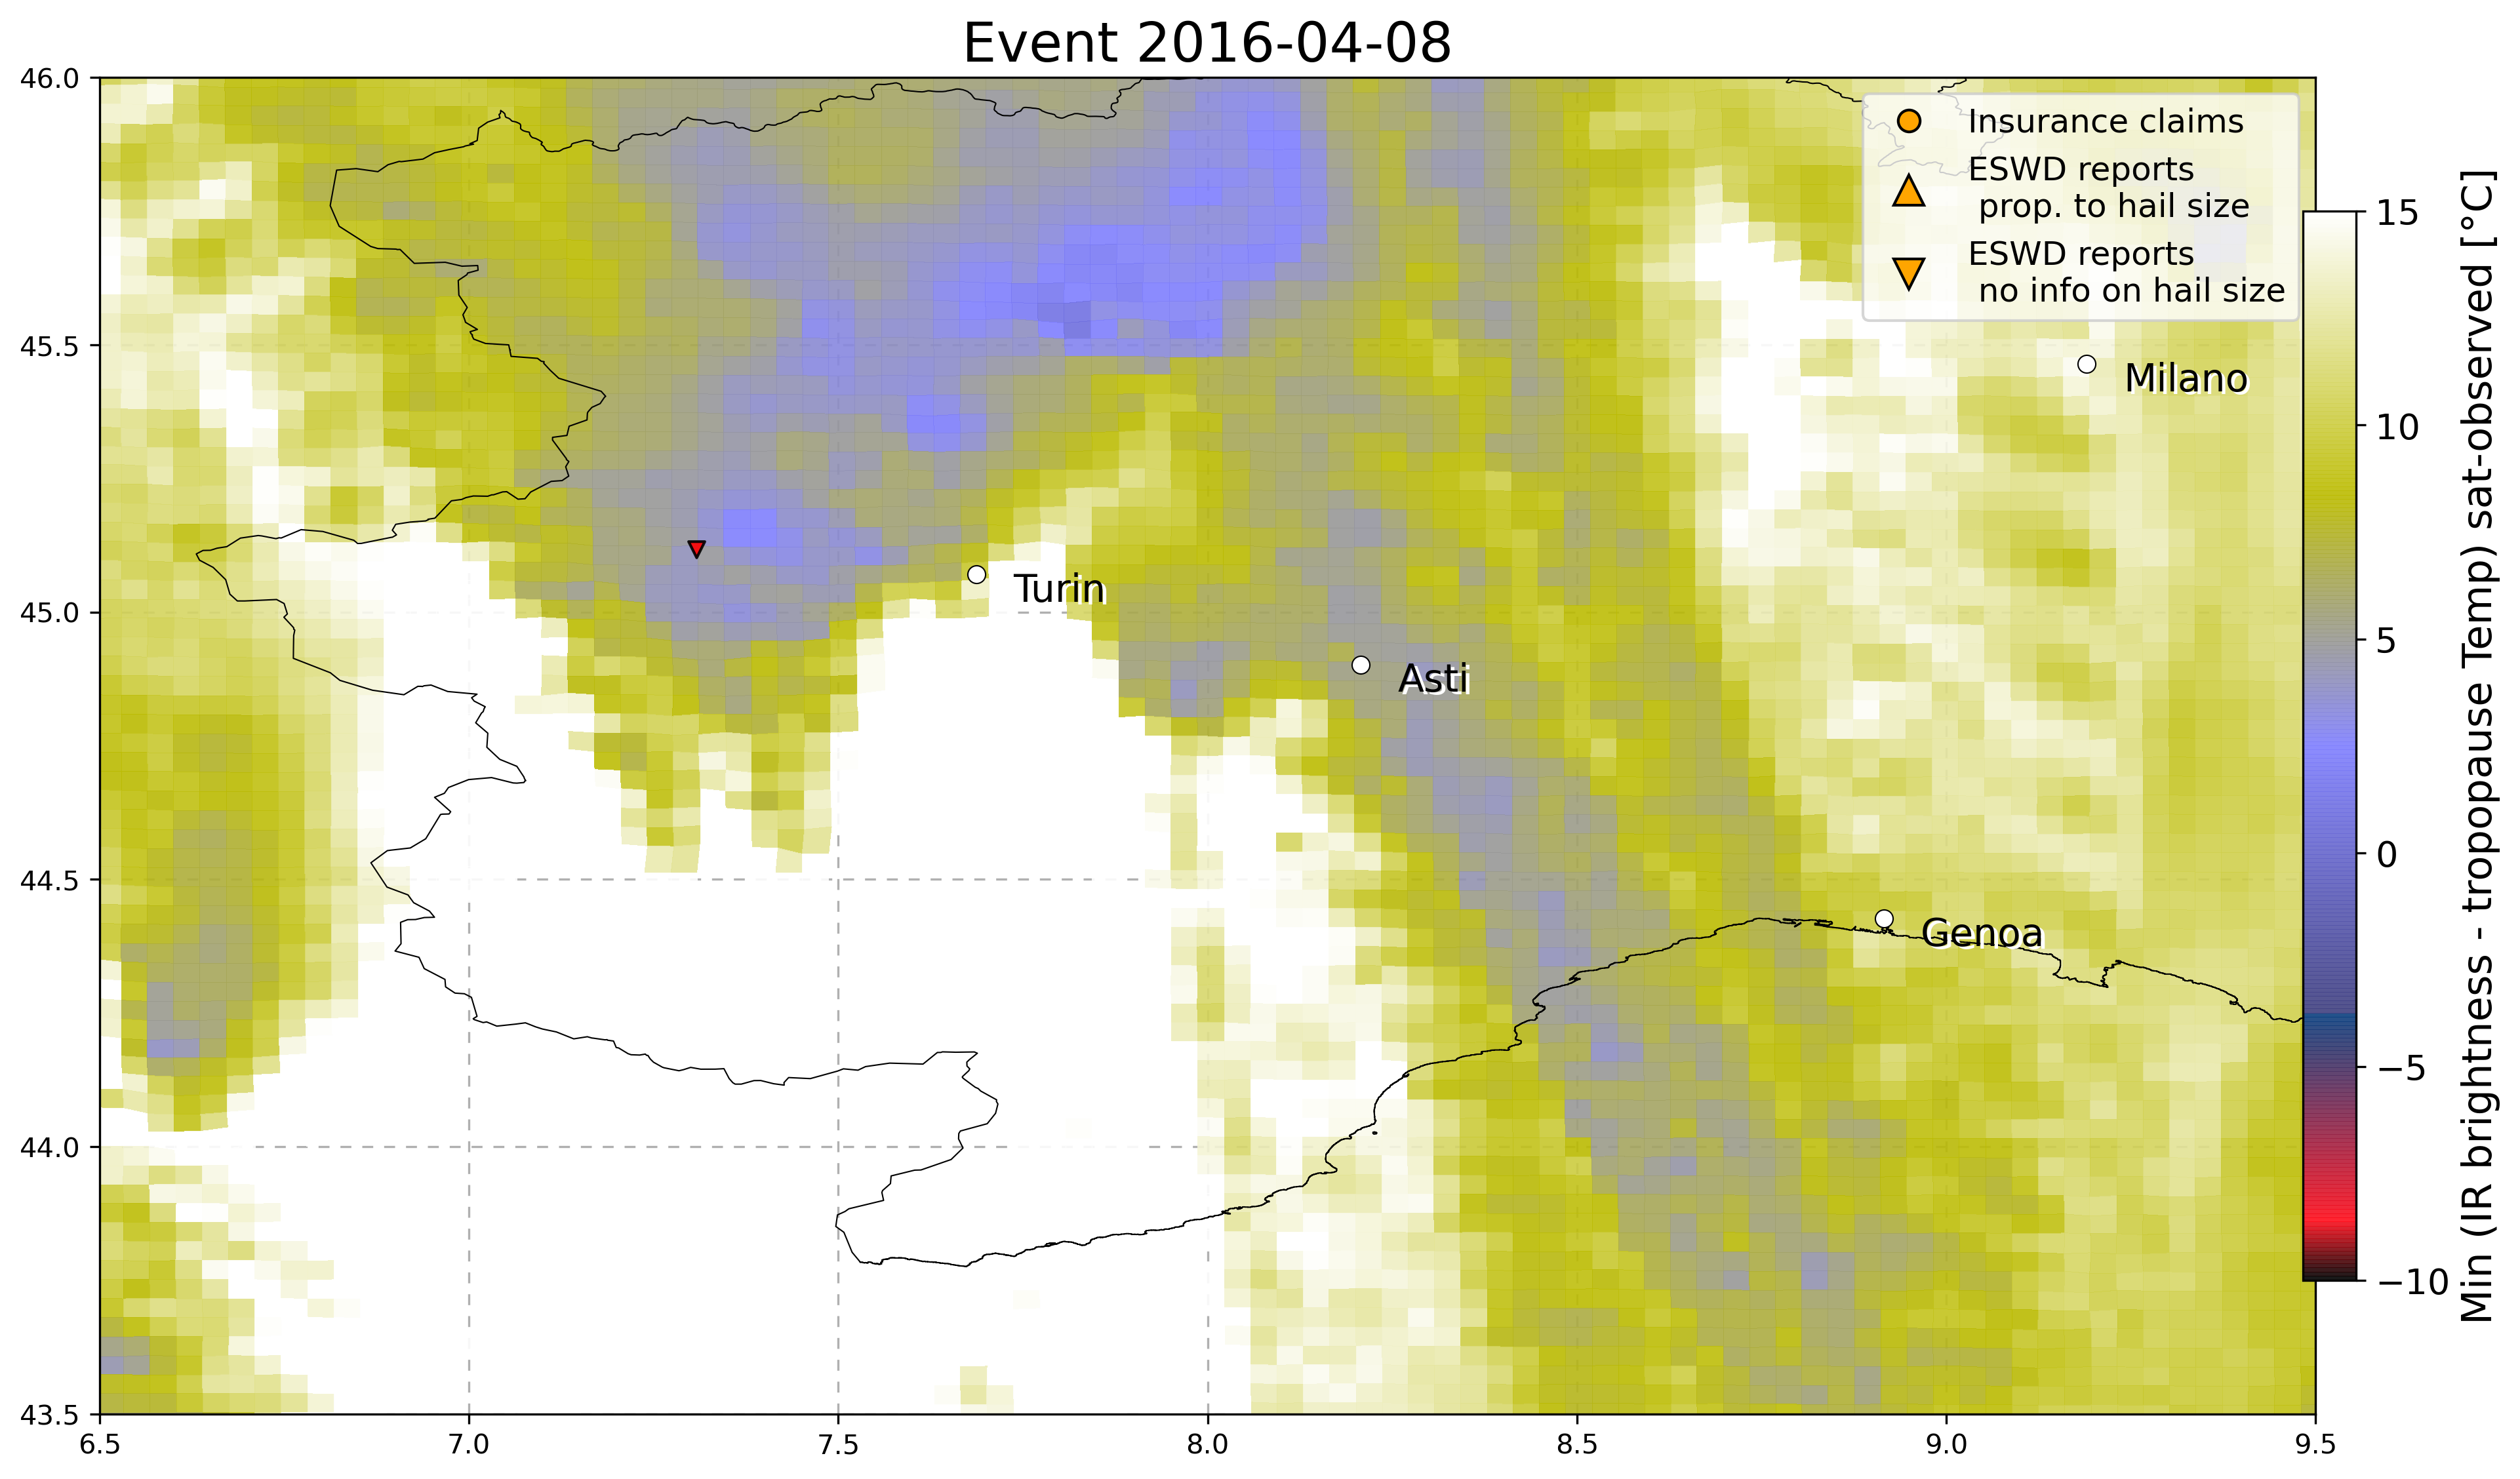 Event 2016-04-08
46.0
45.5
45.0
44.5
44.0
43.5
6.5
7.0
7.5
8.0
8.5
9.0
9.5
Insurance claims
ESWD reports
prop. to hail size
ESWD reports
no info on hail size
Milano
Turin
Asti
Genoa
15
10
5
0
−5
−10
Min (IR brightness - tropopause Temp) sat-observed [°C]